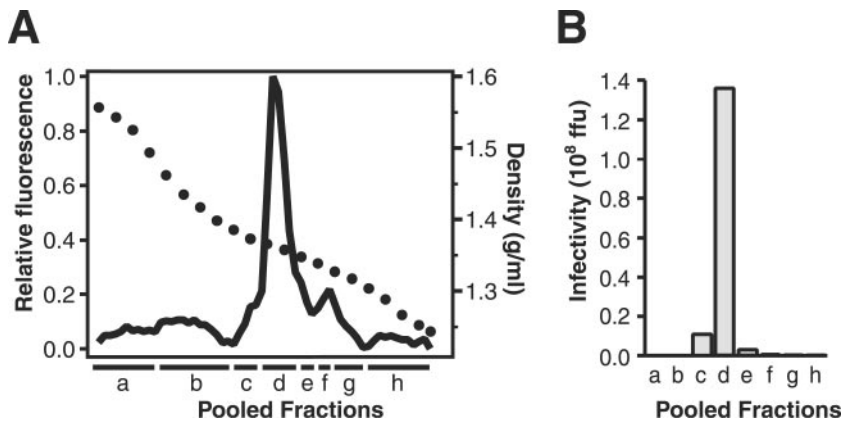 A
B
Relative fluorescence
1.0
0.8
0.6
0.4
0.2
0.0
1.6
1.5
1.4
1.3
Density (g/ml)
a b c d e f g h
Pooled Fractions
Infectivity (10⁸ ffu)
1.4
1.2
1.0
0.8
0.6
0.4
0.2
0.0
a b c d e f g h
Pooled Fractions